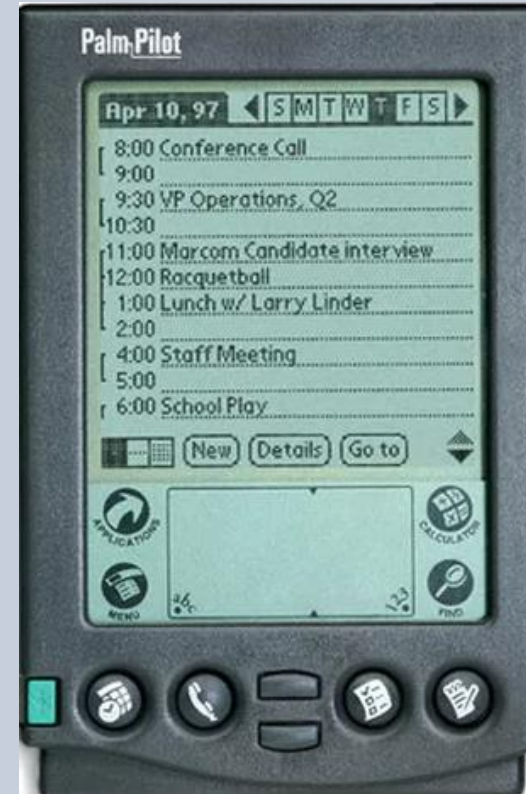 PalmPilot
Apr 10, 97 S M T W T F S
8:00 Conference Call
9:00
9:30 VP Operations, Q2
10:30
11:00 Marcom Candidate interview
12:00 Racquetball
1:00 Lunch w/ Larry Linder
2:00
4:00 Staff Meeting
5:00
6:00 School Play
New Details Go to
APPLICATIONS CALCULATOR
abc 123
MENU FIND